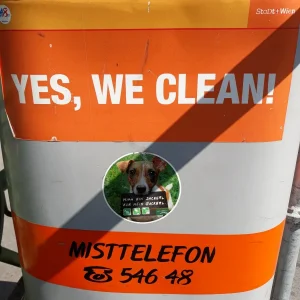 StaDt+Wien
YES, WE CLEAN!
MISTTELEFON
546 48